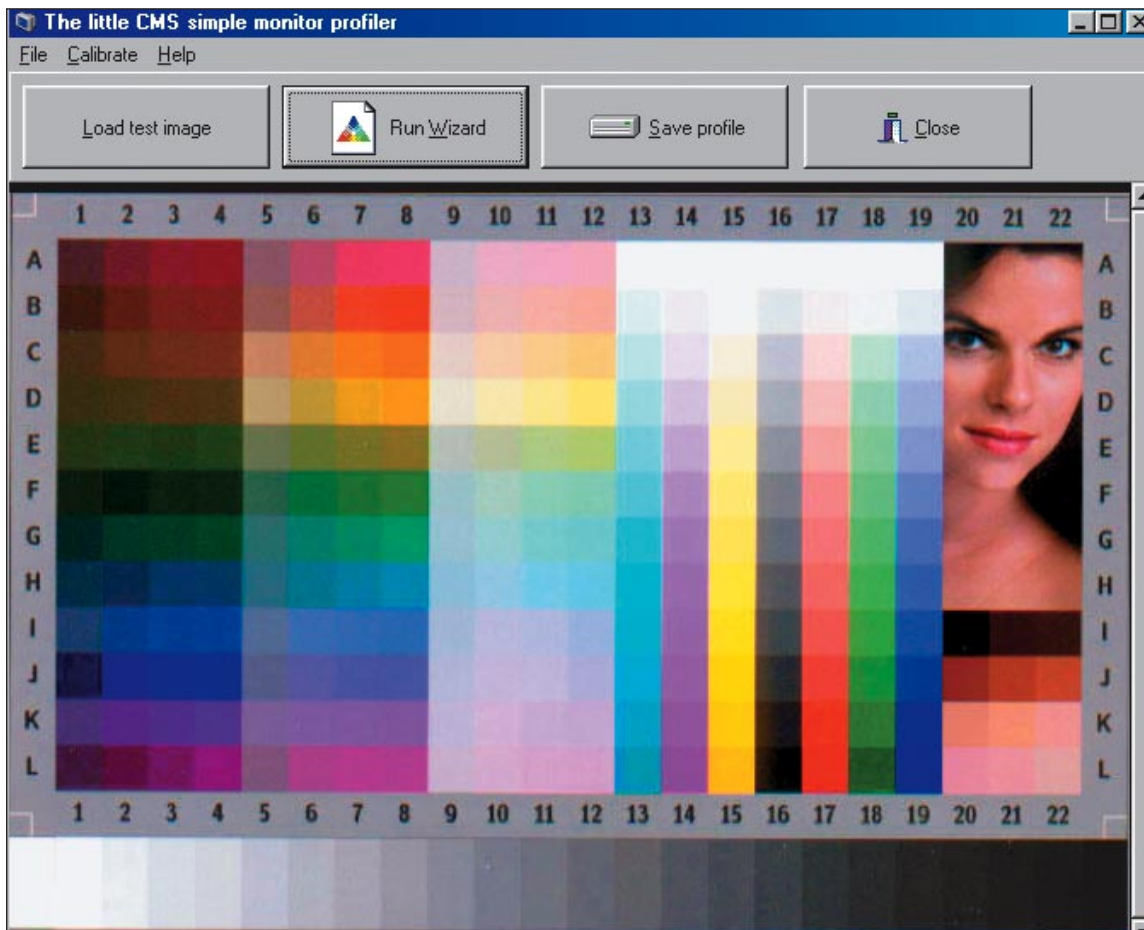 The little CMS simple monitor profiler
File Calibrate Help
Load test image Run Wizard Save profile Close
1 2 3 4 5 6 7 8 9 10 11 12 13 14 15 16 17 18 19 20 21 22
A A
B B
C C
D D
E E
F F
G G
H H
I I
J J
K K
L L
1 2 3 4 5 6 7 8 9 10 11 12 13 14 15 16 17 18 19 20 21 22